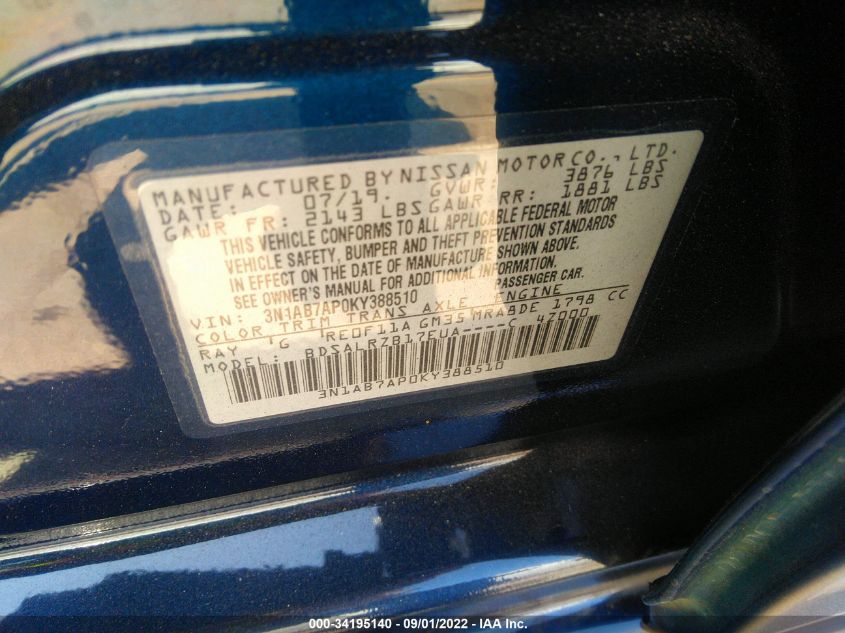 MANUFACTURED BY NISSAN MOTOR CO., LTD.
DATE: 07/19. GVWR: 3876 LBS
GAWR FR: 2143 LBS GAWR RR: 1881 LBS
THIS VEHICLE CONFORMS TO ALL APPLICABLE FEDERAL MOTOR
VEHICLE SAFETY, BUMPER AND THEFT PREVENTION STANDARDS
IN EFFECT ON THE DATE OF MANUFACTURE SHOWN ABOVE.
SEE OWNER'S MANUAL FOR ADDITIONAL INFORMATION.
VIN: 3N1AB7AP0KY388510 PASSENGER CAR.
COLOR TRIM TRANS AXLE ENGINE
RAY G RE0F11A GM35 MRA8DE 1798 CC
MODEL: BDSALRZB17EUA----C 47000
3N1AB7AP0KY388510
000-34195140 - 09/01/2022 - IAA Inc.